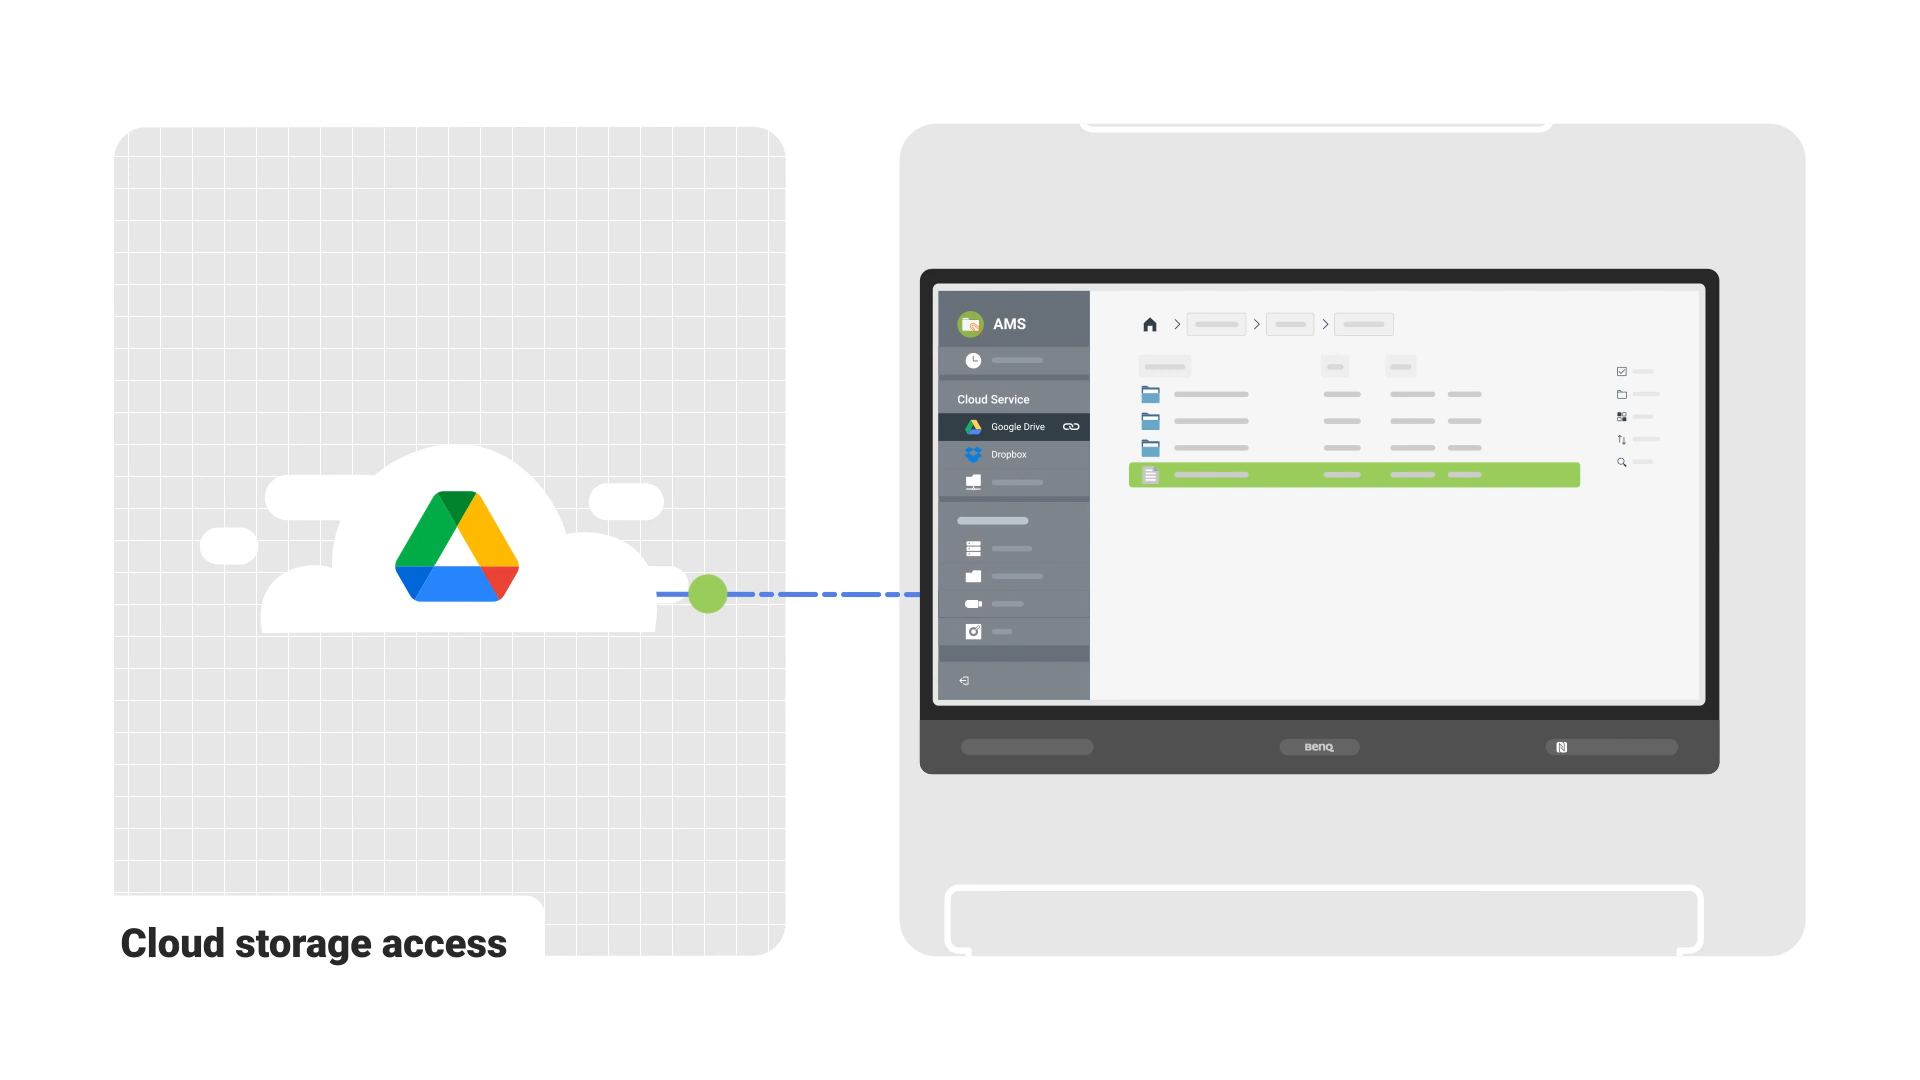 AMS
Cloud Service
Google Drive
Dropbox
BenQ
Cloud storage access